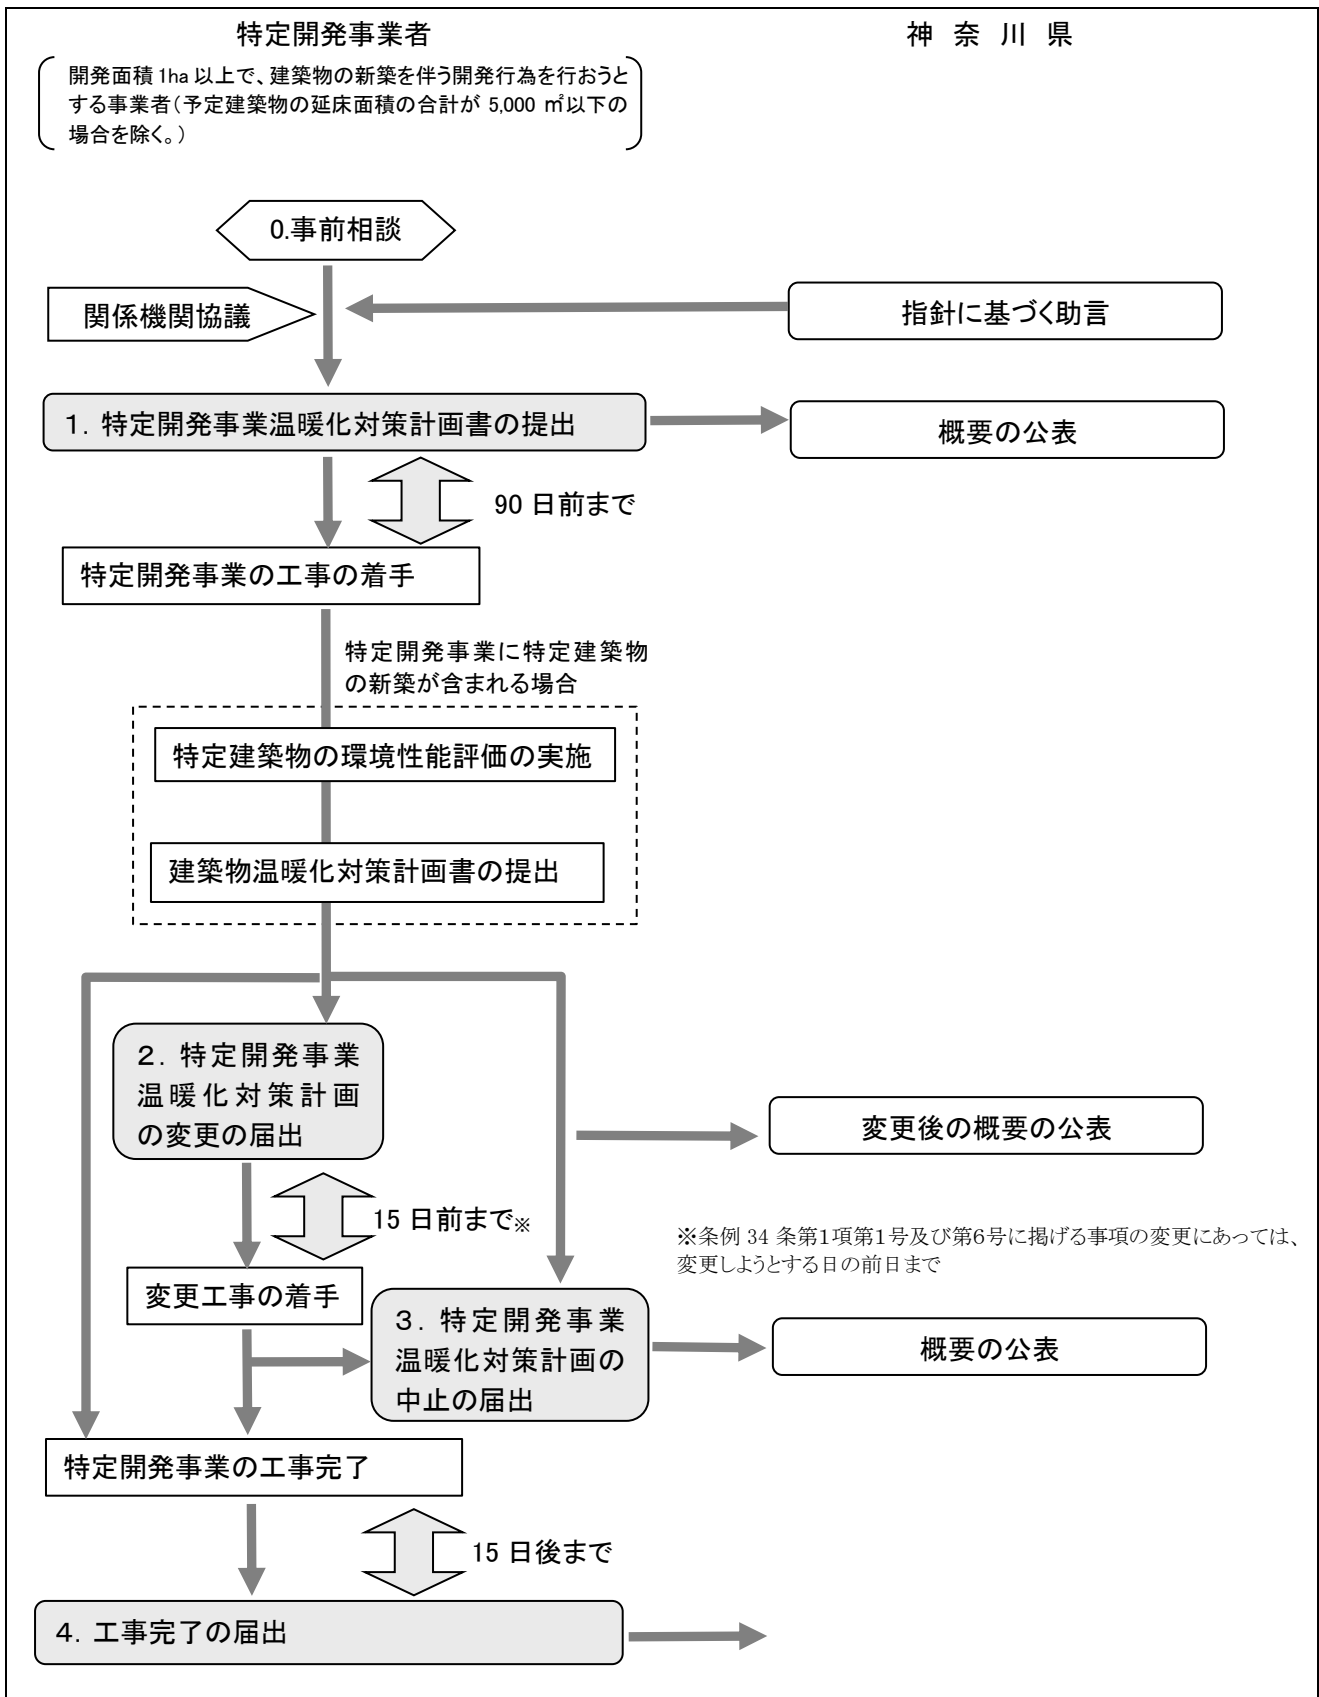 特定開発事業者
神奈川県
開発面積 1ha 以上で、建築物の新築を伴う開発行為を行おうと
する事業者(予定建築物の延床面積の合計が 5,000 ㎡以下の
場合を除く。)
0.事前相談
関係機関協議
指針に基づく助言
1. 特定開発事業温暖化対策計画書の提出
概要の公表
90 日前まで
特定開発事業の工事の着手
特定開発事業に特定建築物
の新築が含まれる場合
特定建築物の環境性能評価の実施
建築物温暖化対策計画書の提出
2. 特定開発事業
温暖化対策計画
の変更の届出
変更後の概要の公表
15 日前まで※
※条例 34 条第1項第1号及び第6号に掲げる事項の変更にあっては、
変更しようとする日の前日まで
変更工事の着手
3. 特定開発事業
温暖化対策計画の
中止の届出
概要の公表
特定開発事業の工事完了
15 日後まで
4. 工事完了の届出